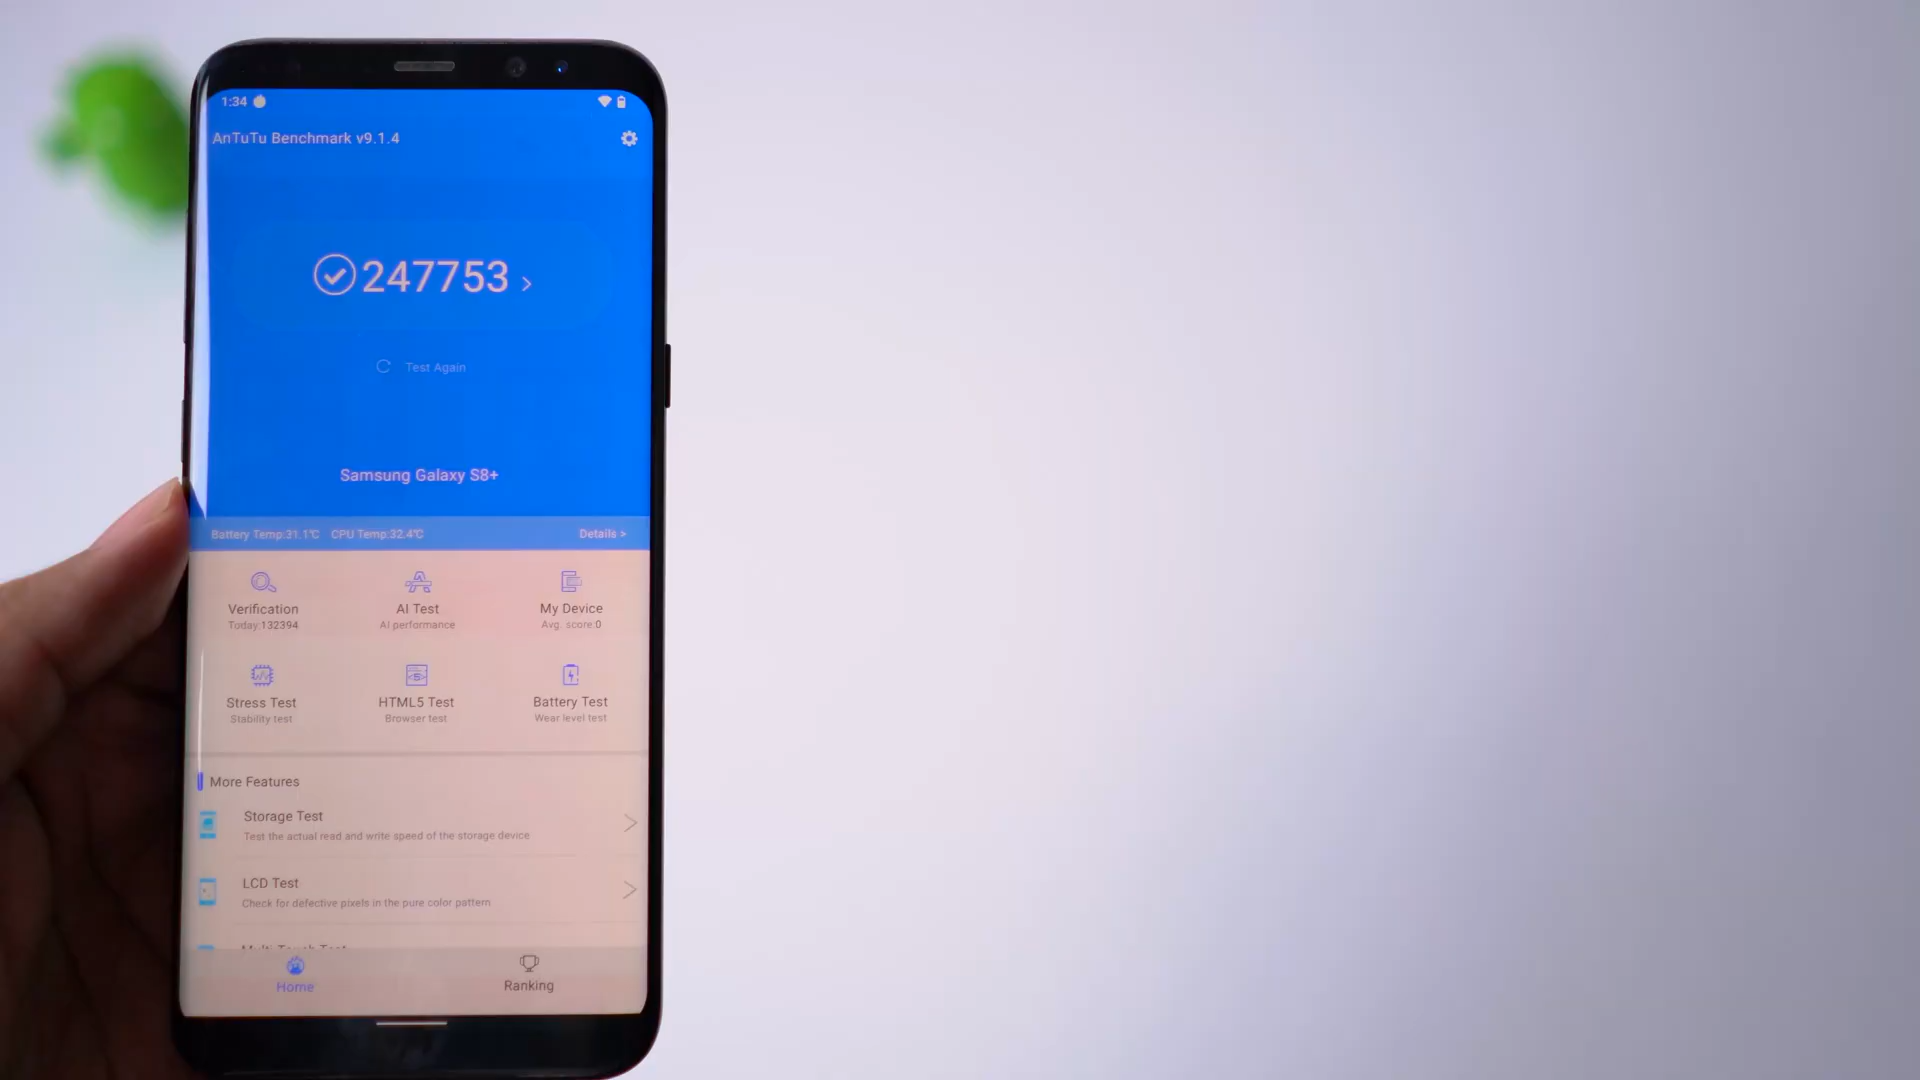 1:34
AnTuTu Benchmark v9.1.4
247753 >
Test Again
Samsung Galaxy S8+
Battery Temp:31.1℃ CPU Temp:32.4℃ Details >
Verification AI Test My Device
Today:132394 AI performance Avg. score:0
Stress Test HTML5 Test Battery Test
Stability test Browser test Wear level test
More Features
Storage Test
Test the actual read and write speed of the storage device
LCD Test
Check for defective pixels in the pure color pattern
Multi-Touch Test
Home Ranking